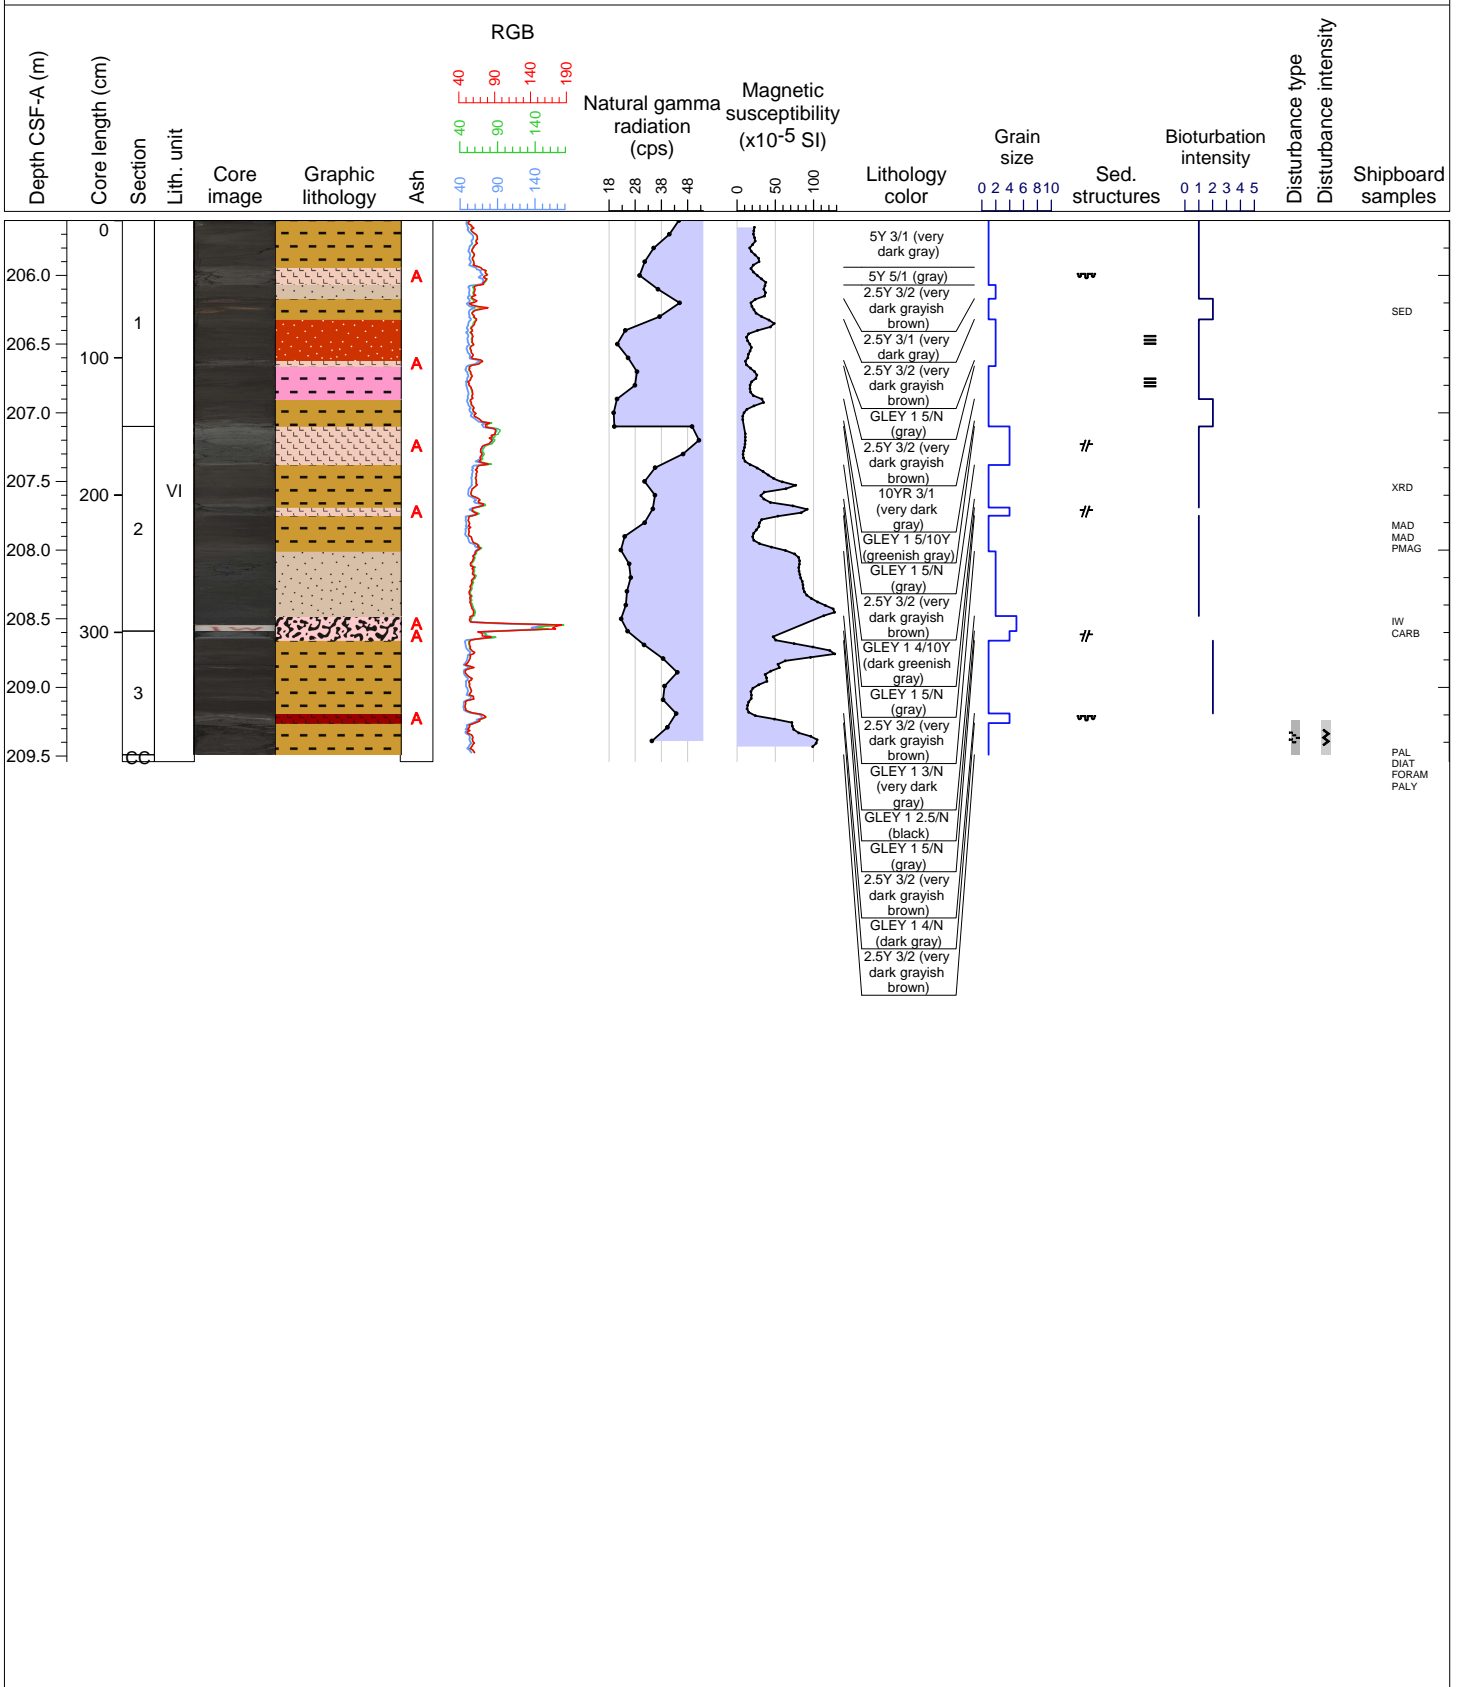 Depth CSF-A (m)
Core length (cm)
Section
Lith. unit
Core
image
Graphic
lithology
Ash
RGB
40 90 140 190
40 90 140
40 90 140
Natural gamma
radiation
(cps)
18 28 38 48
Magnetic
susceptibility
(x10-5 SI)
0 50 100
Lithology
color
Grain
size
0 2 4 6 8 10
Sed.
structures
Bioturbation
intensity
0 1 2 3 4 5
Disturbance type
Disturbance intensity
Shipboard
samples
206.0
206.5
207.0
207.5
208.0
208.5
209.0
209.5
0
100
200
300
1
2
3
CC
VI
A
A
A
A
A
A
A
5Y 3/1 (very
dark gray)
5Y 5/1 (gray)
2.5Y 3/2 (very
dark grayish
brown)
2.5Y 3/1 (very
dark gray)
2.5Y 3/2 (very
dark grayish
brown)
GLEY 1 5/N
(gray)
2.5Y 3/2 (very
dark grayish
brown)
10YR 3/1
(very dark
gray)
GLEY 1 5/10Y
(greenish gray)
GLEY 1 5/N
(gray)
2.5Y 3/2 (very
dark grayish
brown)
GLEY 1 4/10Y
(dark greenish
gray)
GLEY 1 5/N
(gray)
2.5Y 3/2 (very
dark grayish
brown)
GLEY 1 3/N
(very dark
gray)
GLEY 1 2.5/N
(black)
GLEY 1 5/N
(gray)
2.5Y 3/2 (very
dark grayish
brown)
GLEY 1 4/N
(dark gray)
2.5Y 3/2 (very
dark grayish
brown)
SED
XRD
MAD
MAD
PMAG
IW
CARB
PAL
DIAT
FORAM
PALY